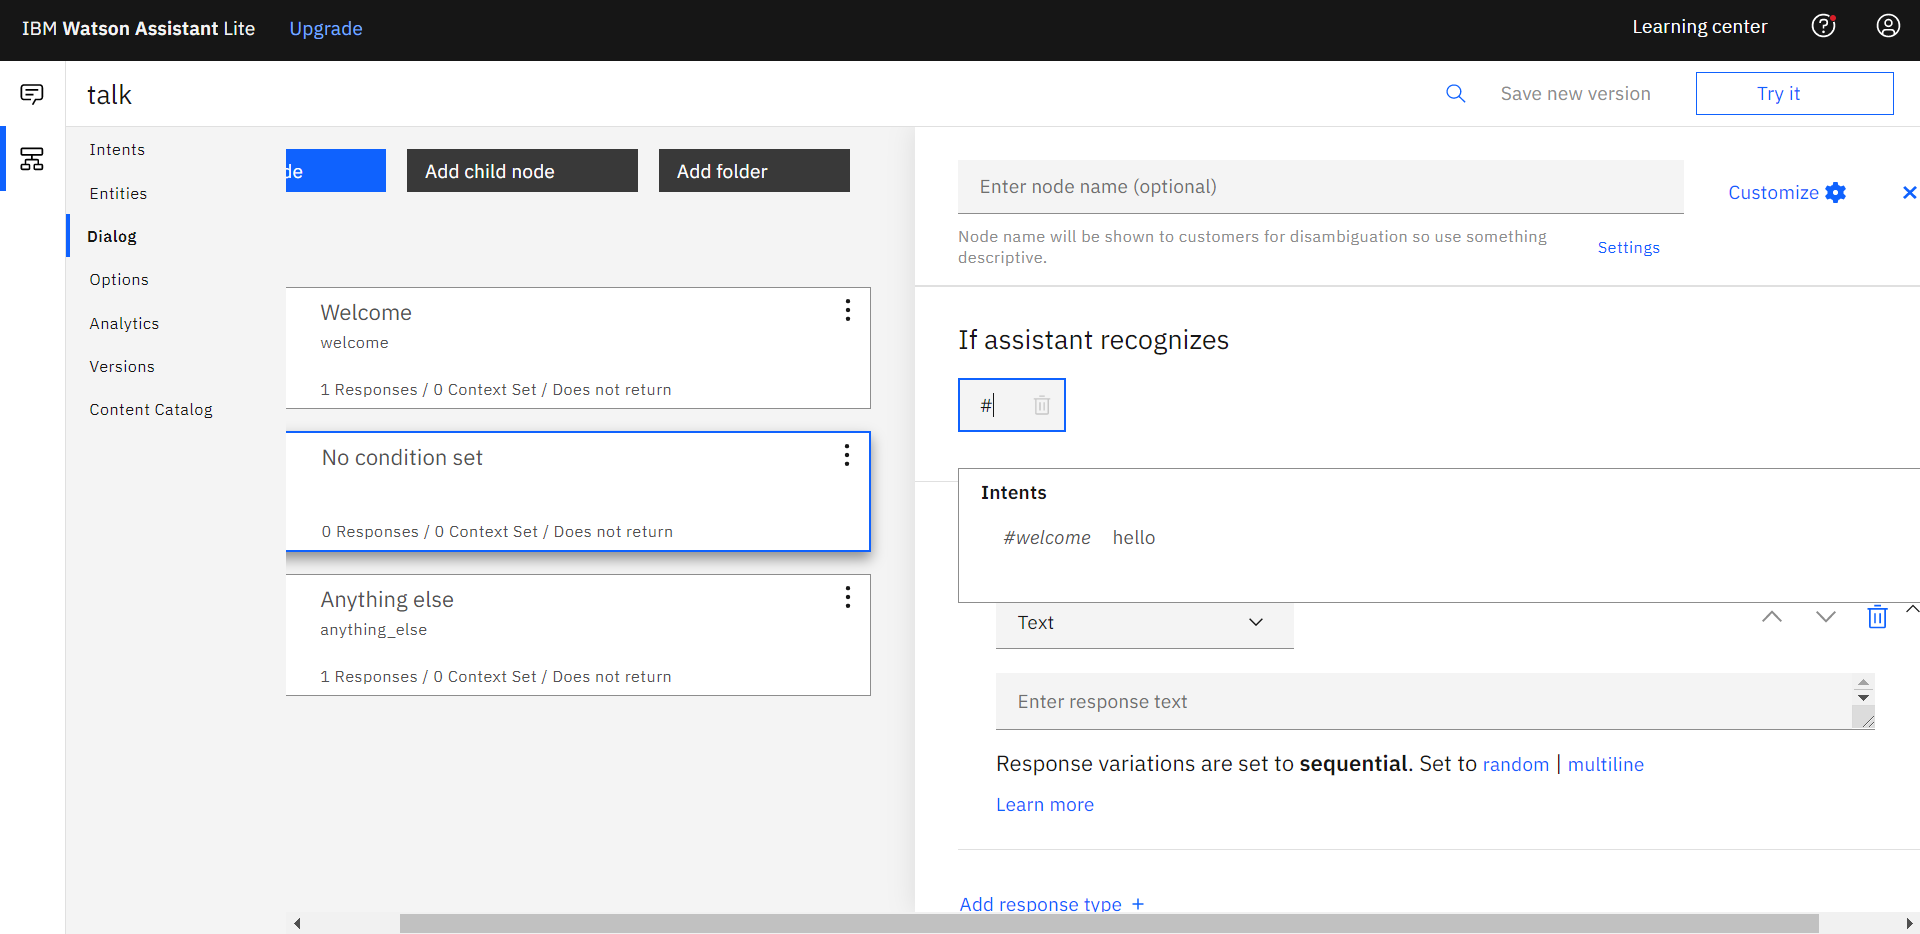 IBM Watson Assistant Lite Upgrade
Learning center
talk
Save new version
Try it
Intents
Entities
Dialog
Options
Analytics
Versions
Content Catalog
de
Add child node
Add folder
Welcome
welcome
1 Responses / 0 Context Set / Does not return
No condition set
0 Responses / 0 Context Set / Does not return
Anything else
anything_else
1 Responses / 0 Context Set / Does not return
Enter node name (optional)
Customize
Node name will be shown to customers for disambiguation so use something
descriptive.
Settings
If assistant recognizes
#
Intents
#welcome hello
Text
Enter response text
Response variations are set to sequential. Set to random | multiline
Learn more
Add response type +